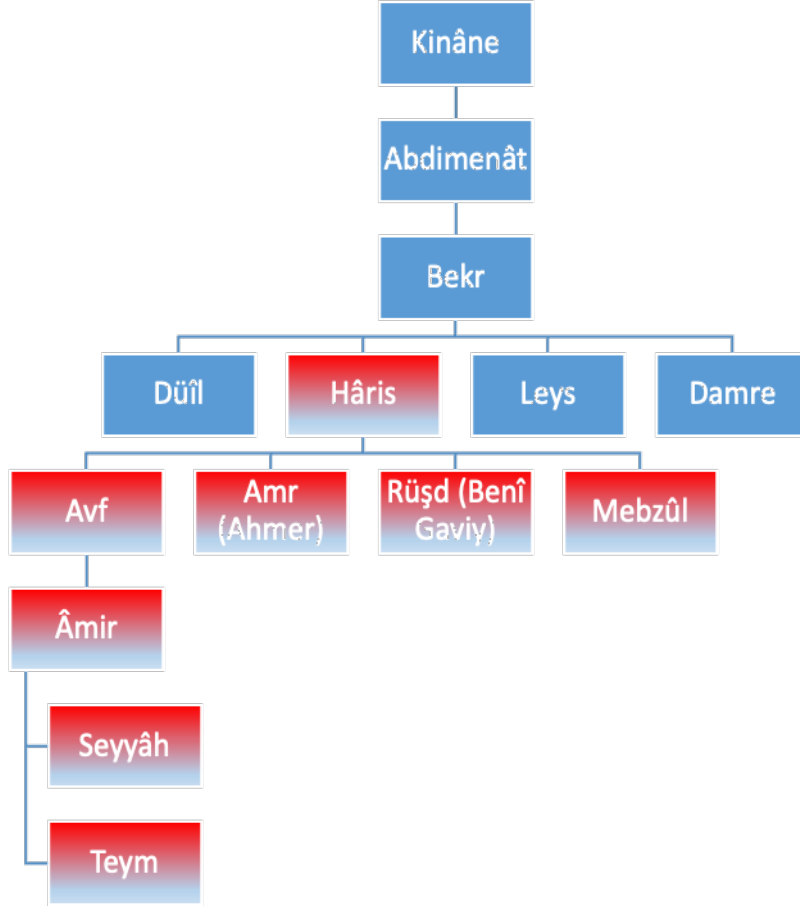 Kinâne
Abdimenât
Bekr
Düîl
Hâris
Leys
Damre
Avf
Amr
(Ahmer)
Rüşd (Benî
Gaviy)
Mebzûl
Âmir
Seyyâh
Teym